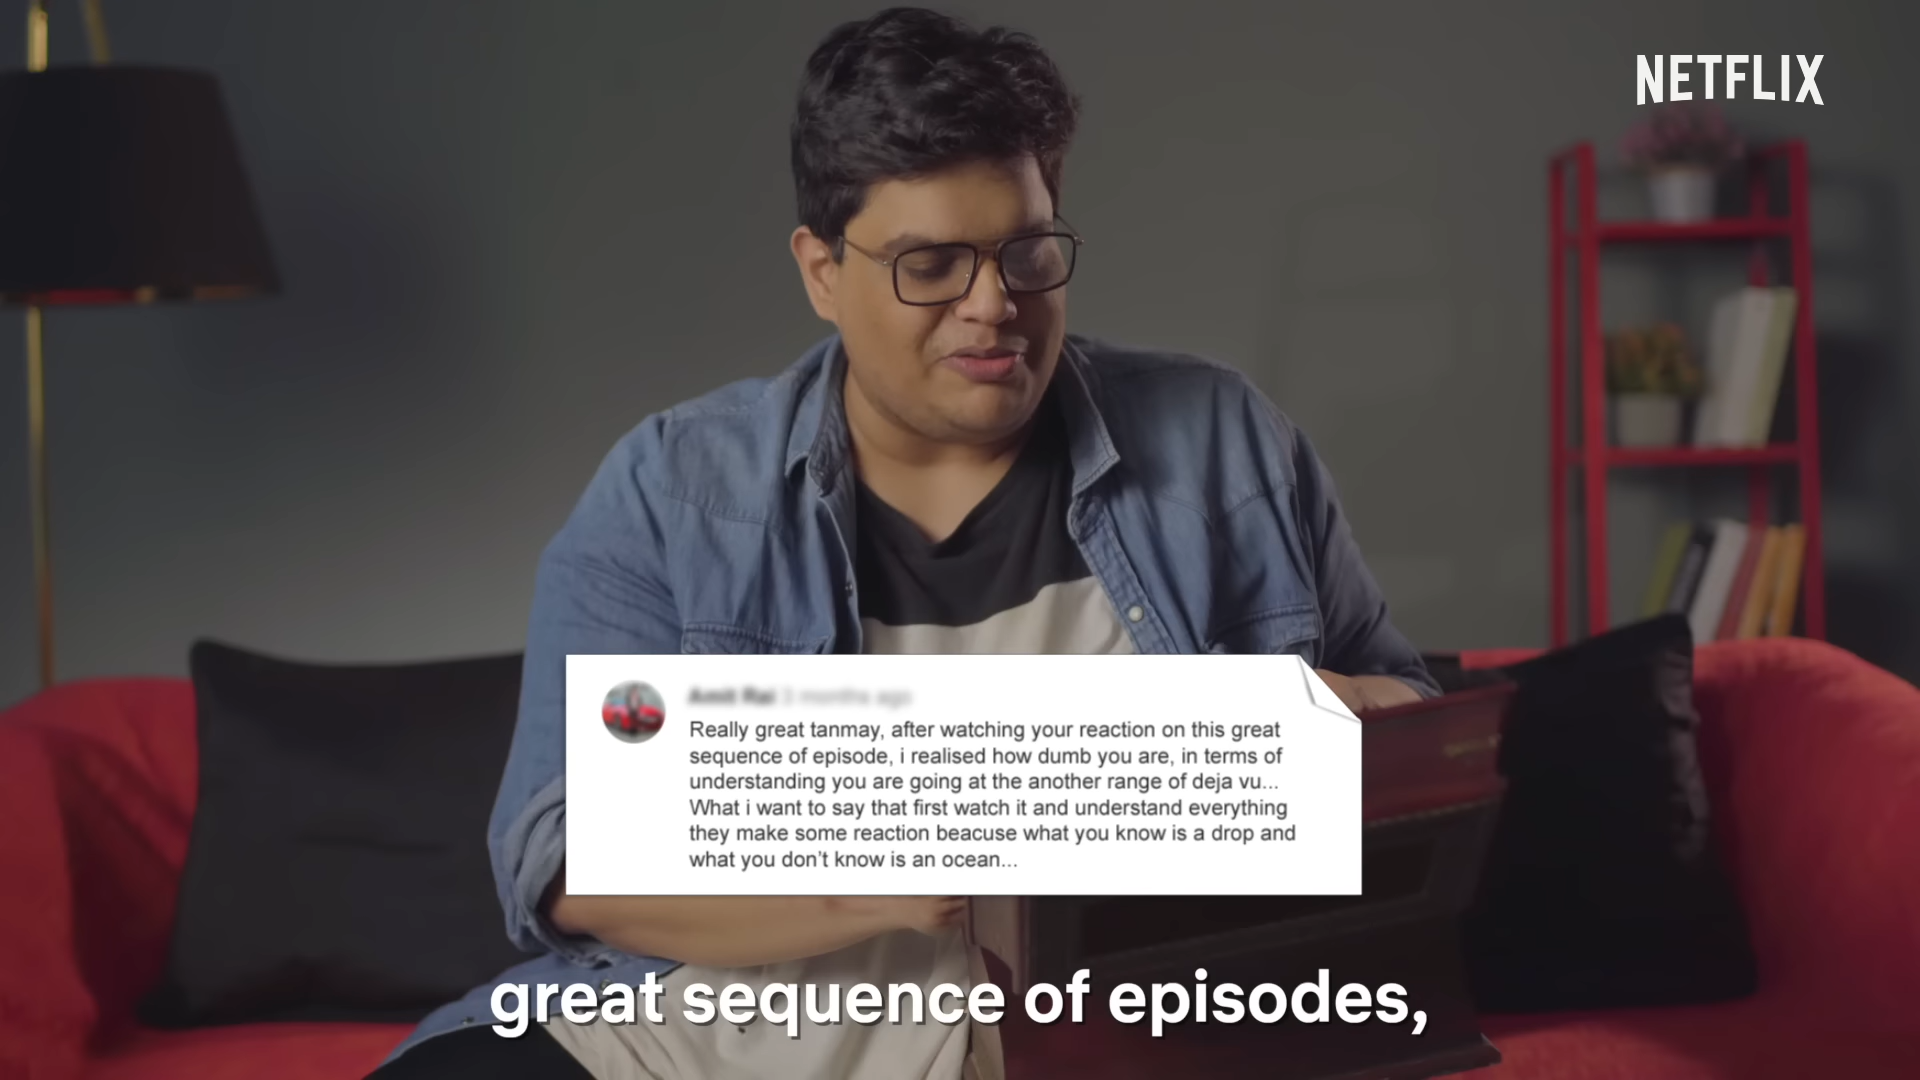 NETFLIX
Really great tanmay, after watching your reaction on this great
sequence of episode, i realised how dumb you are, in terms of
understanding you are going at the another range of deja vu...
What i want to say that first watch it and understand everything
they make some reaction beacuse what you know is a drop and
what you don't know is an ocean...
great sequence of episodes,